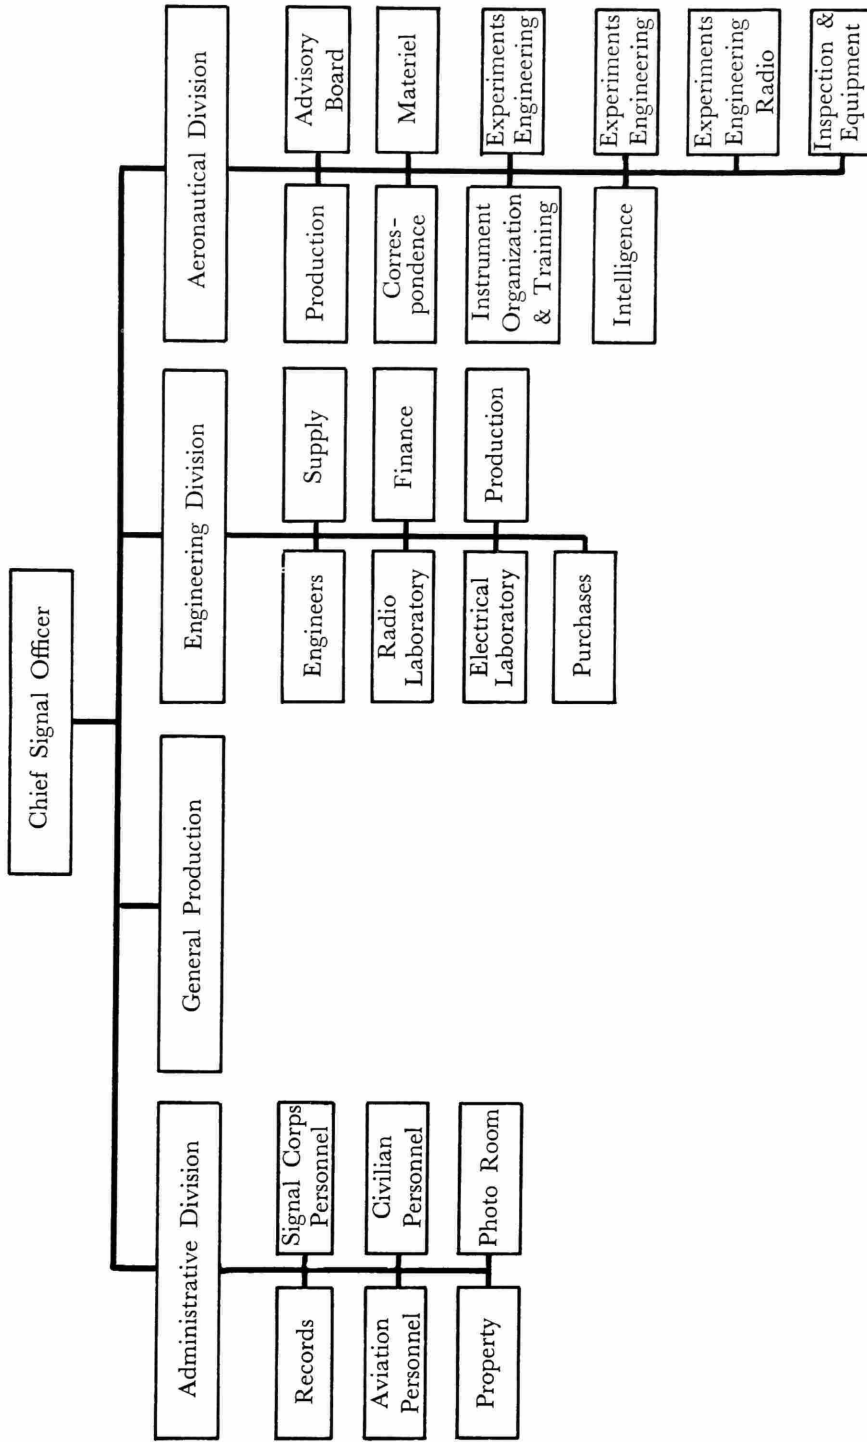 Chief Signal Officer
Administrative Division
General Production
Engineering Division
Aeronautical Division
Records
Signal Corps
Personnel
Aviation
Personnel
Civilian
Personnel
Property
Photo Room
Engineers
Supply
Radio
Laboratory
Finance
Electrical
Laboratory
Production
Purchases
Production
Advisory
Board
Corres-
pondence
Materiel
Instrument
Organization
& Training
Experiments
Engineering
Intelligence
Experiments
Engineering
Experiments
Engineering
Radio
Inspection &
Equipment